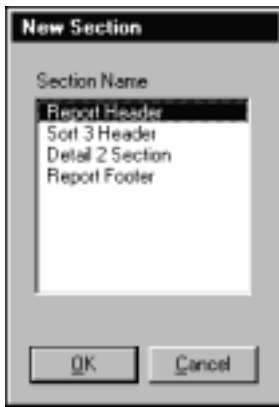 New Section
Section Name
Report Header
Sort 3 Header
Detail 2 Section
Report Footer
OK
Cancel